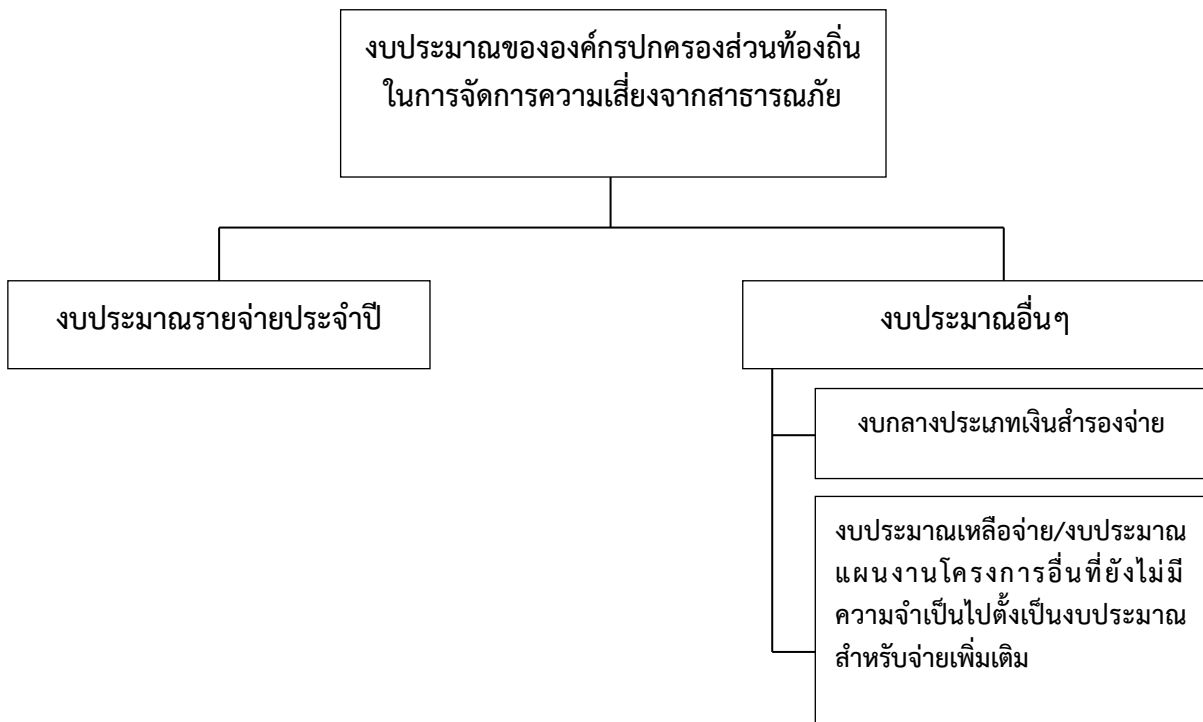 งบประมาณขององค์กรปกครองส่วนท้องถิ่น
ในการจัดการความเสี่ยงจากสาธารณภัย
งบประมาณรายจ่ายประจำปี
งบประมาณอื่นๆ
งบกลางประเภทเงินสำรองจ่าย
งบประมาณเหลือจ่าย/งบประมาณ
แผนงานโครงการอื่นที่ยังไม่มี
ความจำเป็นไปตั้งเป็นงบประมาณ
สำหรับจ่ายเพิ่มเติม